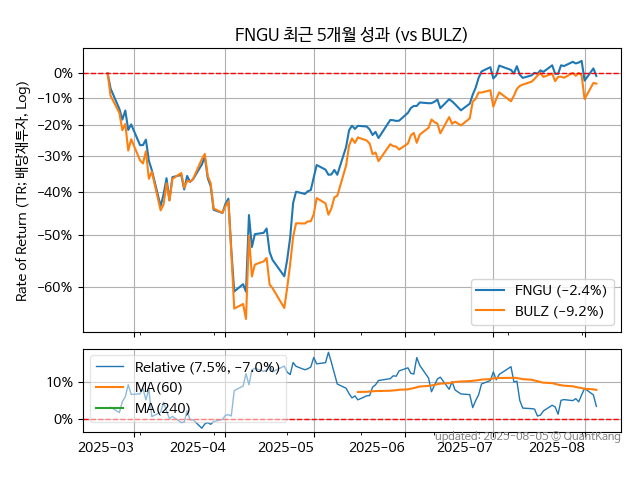 FNGU 최근 5개월 성과 (vs BULZ)
Rate of Return (TR; 배당재투자, Log)
0%
−10%
−20%
−30%
−40%
−50%
−60%
FNGU (−2.4%)
BULZ (−9.2%)
10%
0%
Relative (7.5%, −7.0%)
MA(60)
MA(240)
2025-03
2025-04
2025-05
2025-06
2025-07
2025-08
updated: 2025-08-05 © QuantKang